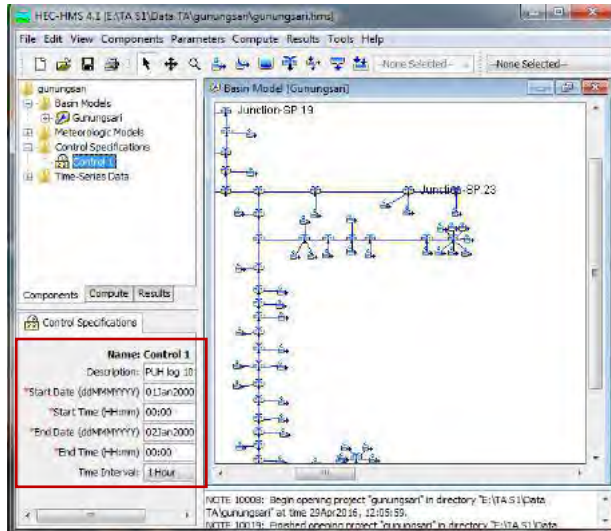 HEC-HMS 4.1 [E:\TA S1\Data TA\gunungsari\gunungsari.hms]
File Edit View Components Parameters Compute Results Tools Help
--None Selected-- --None Selected--
gunungsari
Basin Models
Gunungsari
Meteorologic Models
Control Specifications
Control 1
Time-Series Data
Components Compute Results
Basin Model [Gunungsari]
Junction-SP 19
Junction-SP 23
Control Specifications
Name: Control 1
Description: PUH log 10
*Start Date (ddMMMYYYY) 01Jan2000
*Start Time (HH:mm) 00:00
*End Date (ddMMMYYYY) 02Jan2000
*End Time (HH:mm) 00:00
Time Interval: 1 Hour
NOTE 10008: Begin opening project "gunungsari" in directory "E:\TA S1\Data
TA\gunungsari" at time 29Apr2016, 12:05:59.
NOTE 10019: Finished opening project "gunungsari" in directory "E:\TA S1\Data